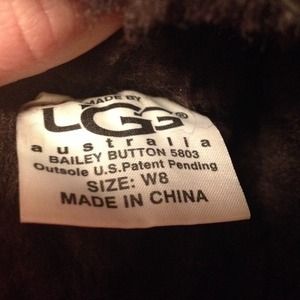 MADE BY
UGG®
australia
BAILEY BUTTON 5803
Outsole U.S. Patent Pending
SIZE: W8
MADE IN CHINA